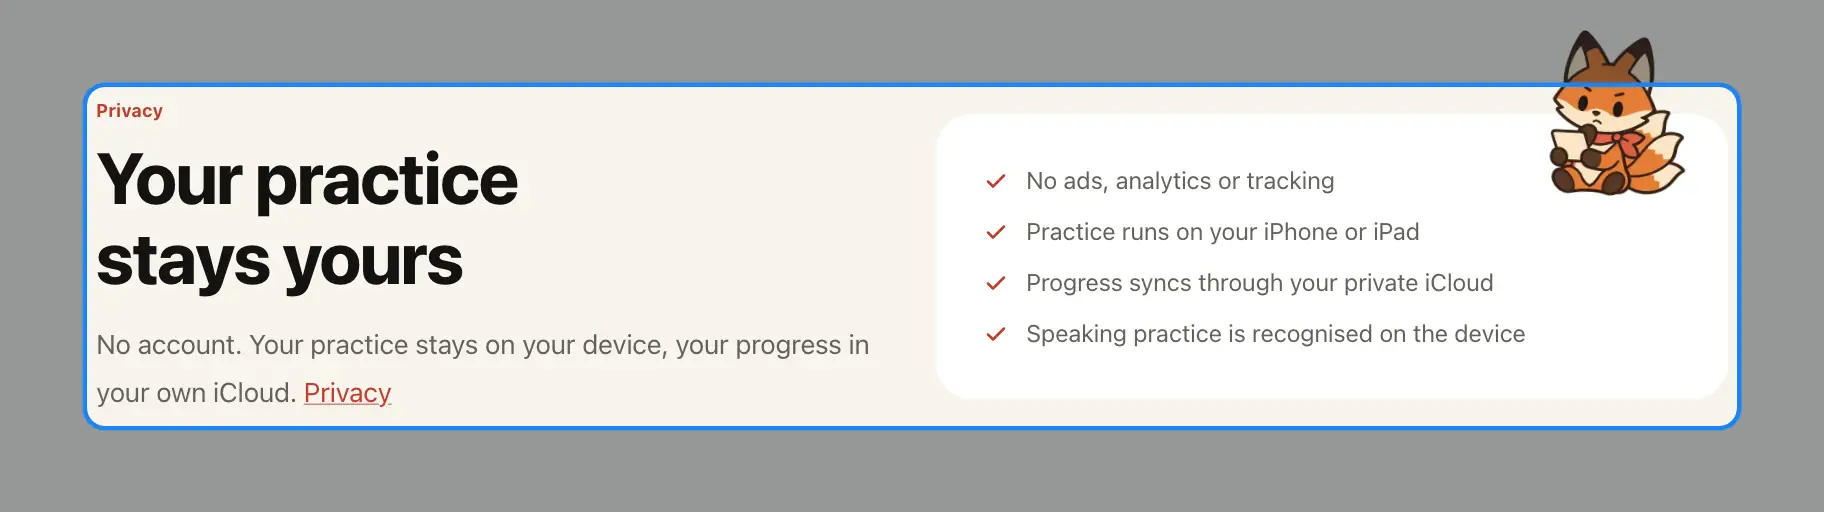 Privacy
Your practice
stays yours
No account. Your practice stays on your device, your progress in
your own iCloud. Privacy
No ads, analytics or tracking
Practice runs on your iPhone or iPad
Progress syncs through your private iCloud
Speaking practice is recognised on the device